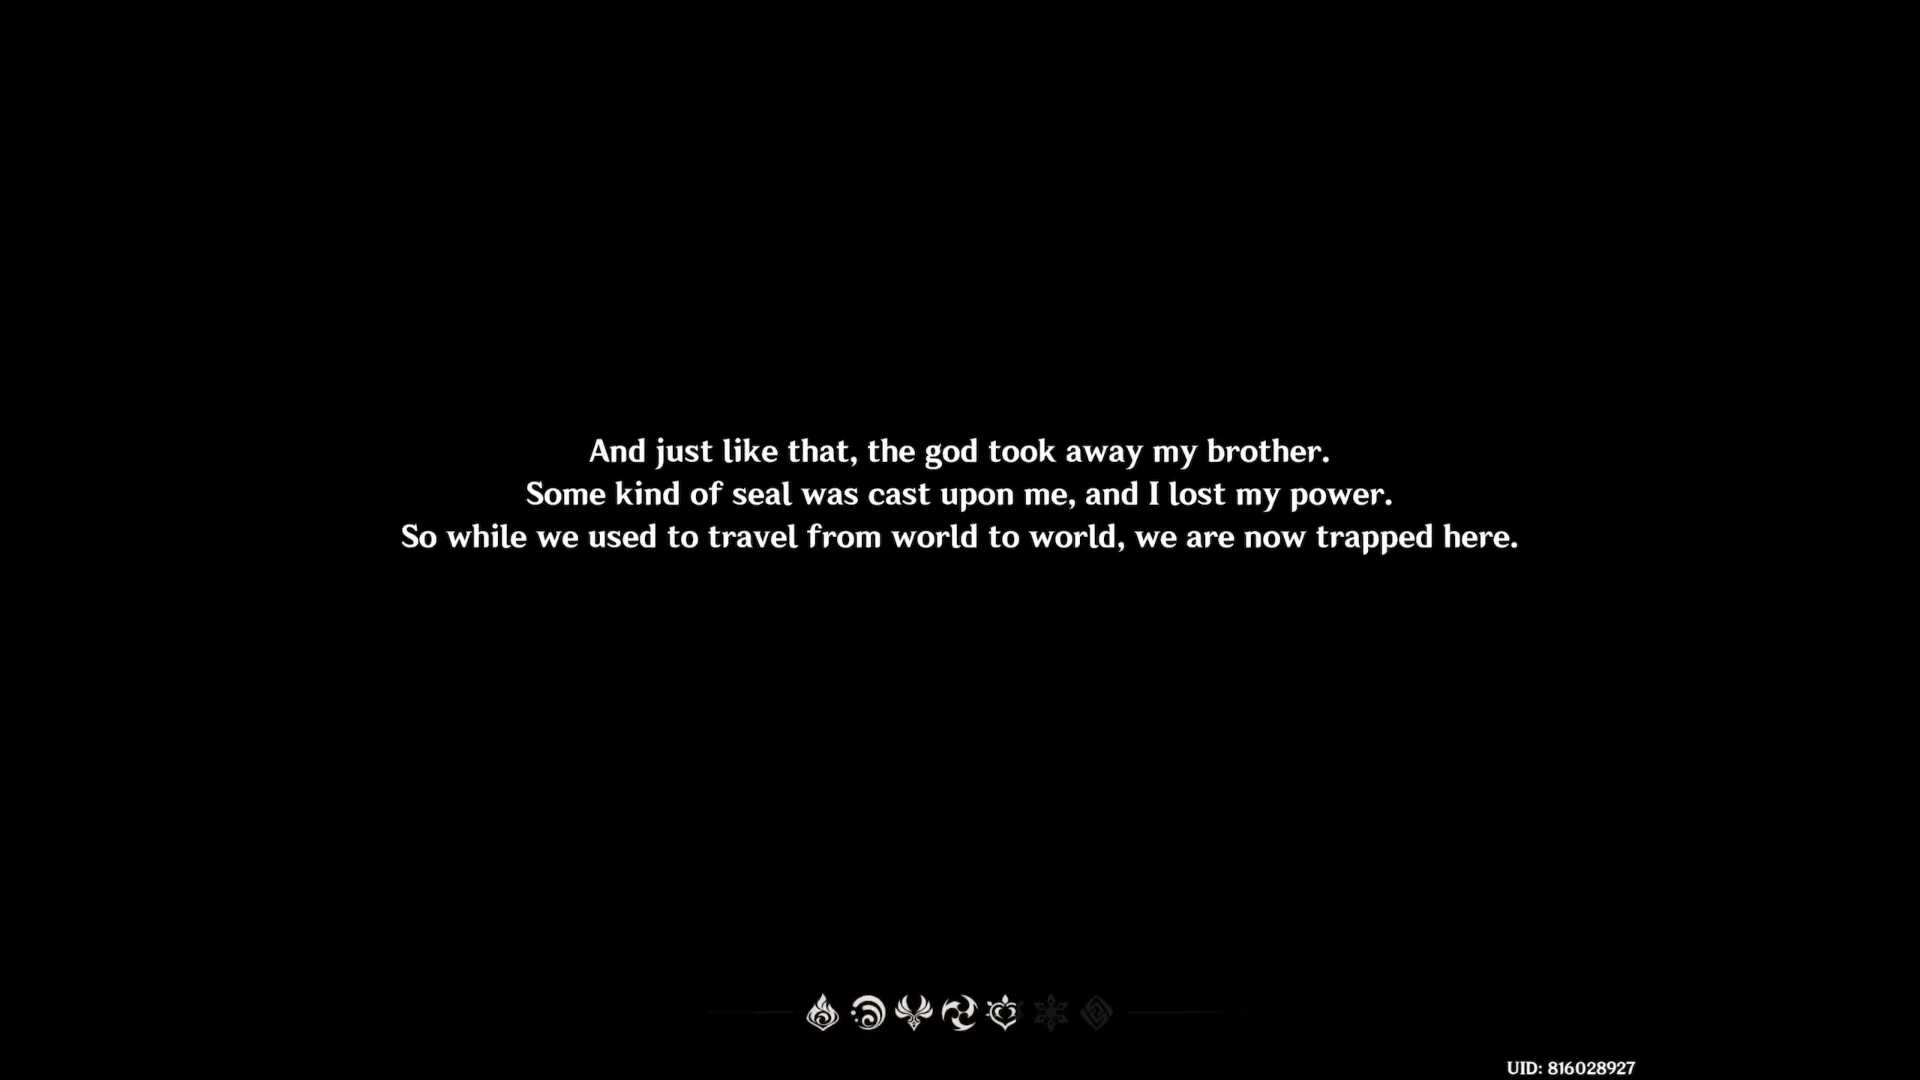 And just like that, the god took away my brother.
Some kind of seal was cast upon me, and I lost my power.
So while we used to travel from world to world, we are now trapped here.
UID: 816028927